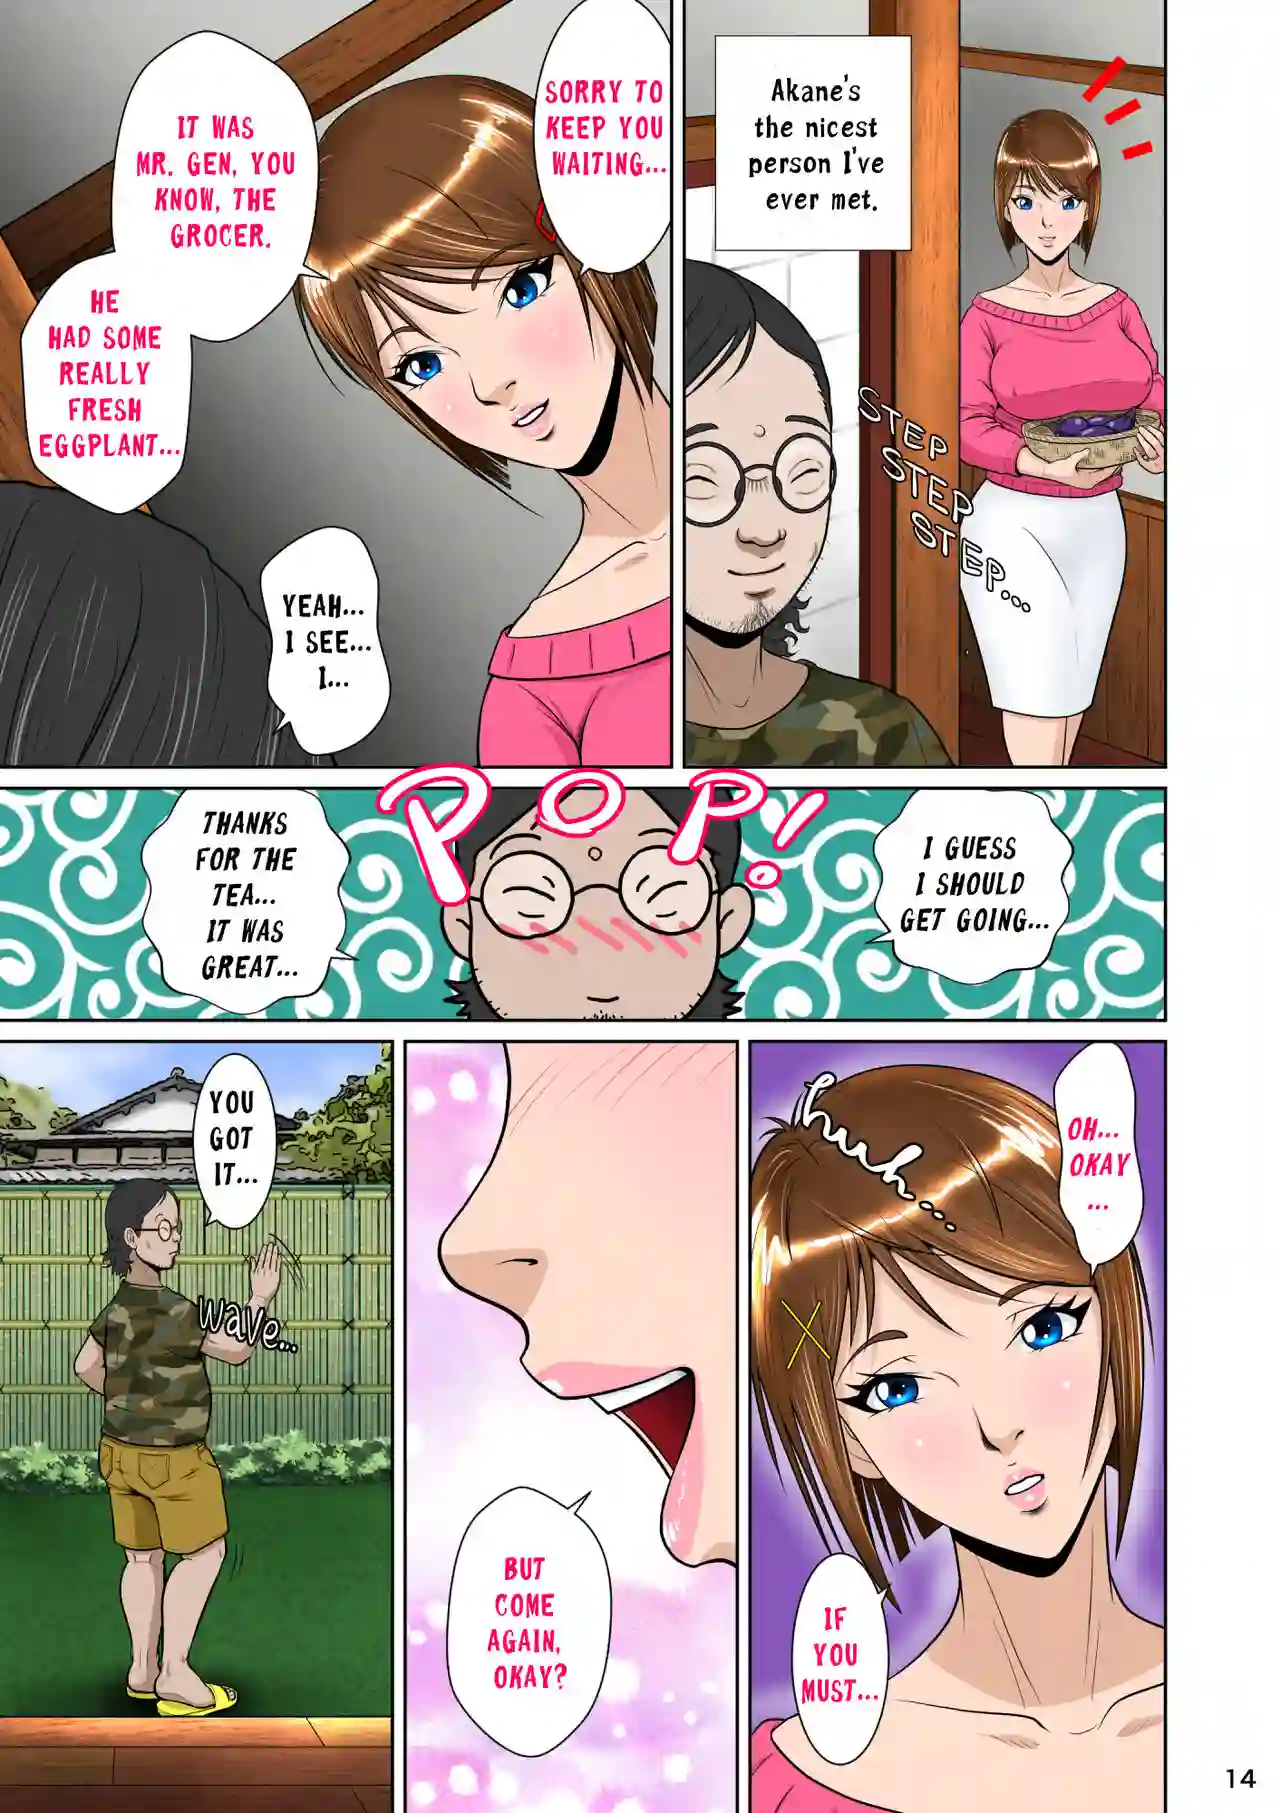 Akane's
the nicest
person I've
ever met.
STEP
STEP
STEP...
SORRY TO
KEEP YOU
WAITING...
IT WAS
MR. GEN, YOU
KNOW, THE
GROCER.
HE
HAD SOME
REALLY
FRESH
EGGPLANT...
YEAH...
I SEE...
I...
I GUESS
I SHOULD
GET GOING...
POP!
THANKS
FOR THE
TEA...
IT WAS
GREAT...
OH...
OKAY
...
huh...
IF
YOU
MUST...
BUT
COME
AGAIN,
OKAY?
YOU
GOT
IT...
wave...
14